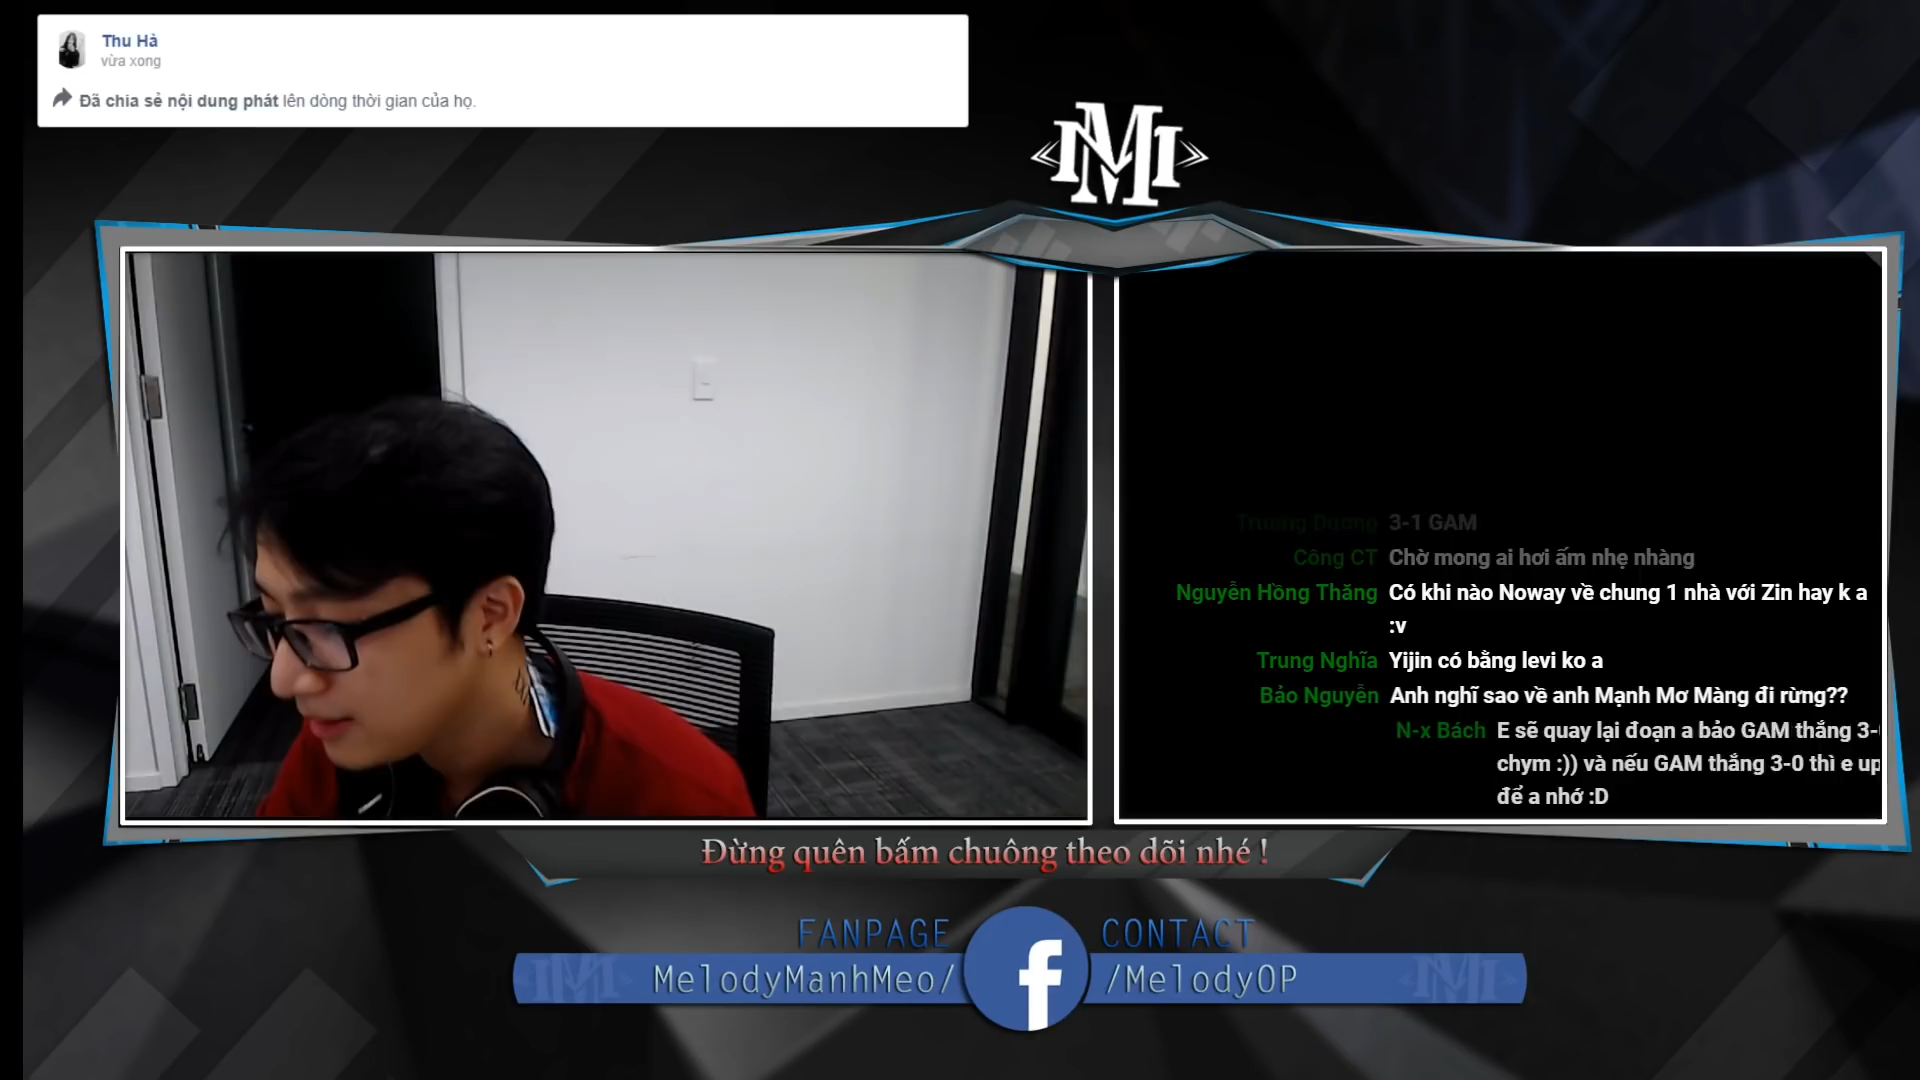 Thu Hà
vừa xong
Đã chia sẻ nội dung phát lên dòng thời gian của họ.
Truong Duong 3-1 GAM
Công CT Chờ mong ai hơi ấm nhẹ nhàng
Nguyễn Hồng Thăng Có khi nào Noway về chung 1 nhà với Zin hay k a
:v
Trung Nghĩa Yijin có bằng levi ko a
Bảo Nguyễn Anh nghĩ sao về anh Mạnh Mơ Màng đi rừng??
N-x Bách E sẽ quay lại đoạn a bảo GAM thắng 3-
chym :)) và nếu GAM thắng 3-0 thì e up
để a nhớ :D
Đừng quên bấm chuông theo dõi nhé !
FANPAGE CONTACT
MelodyManhMeo/ /MelodyOP